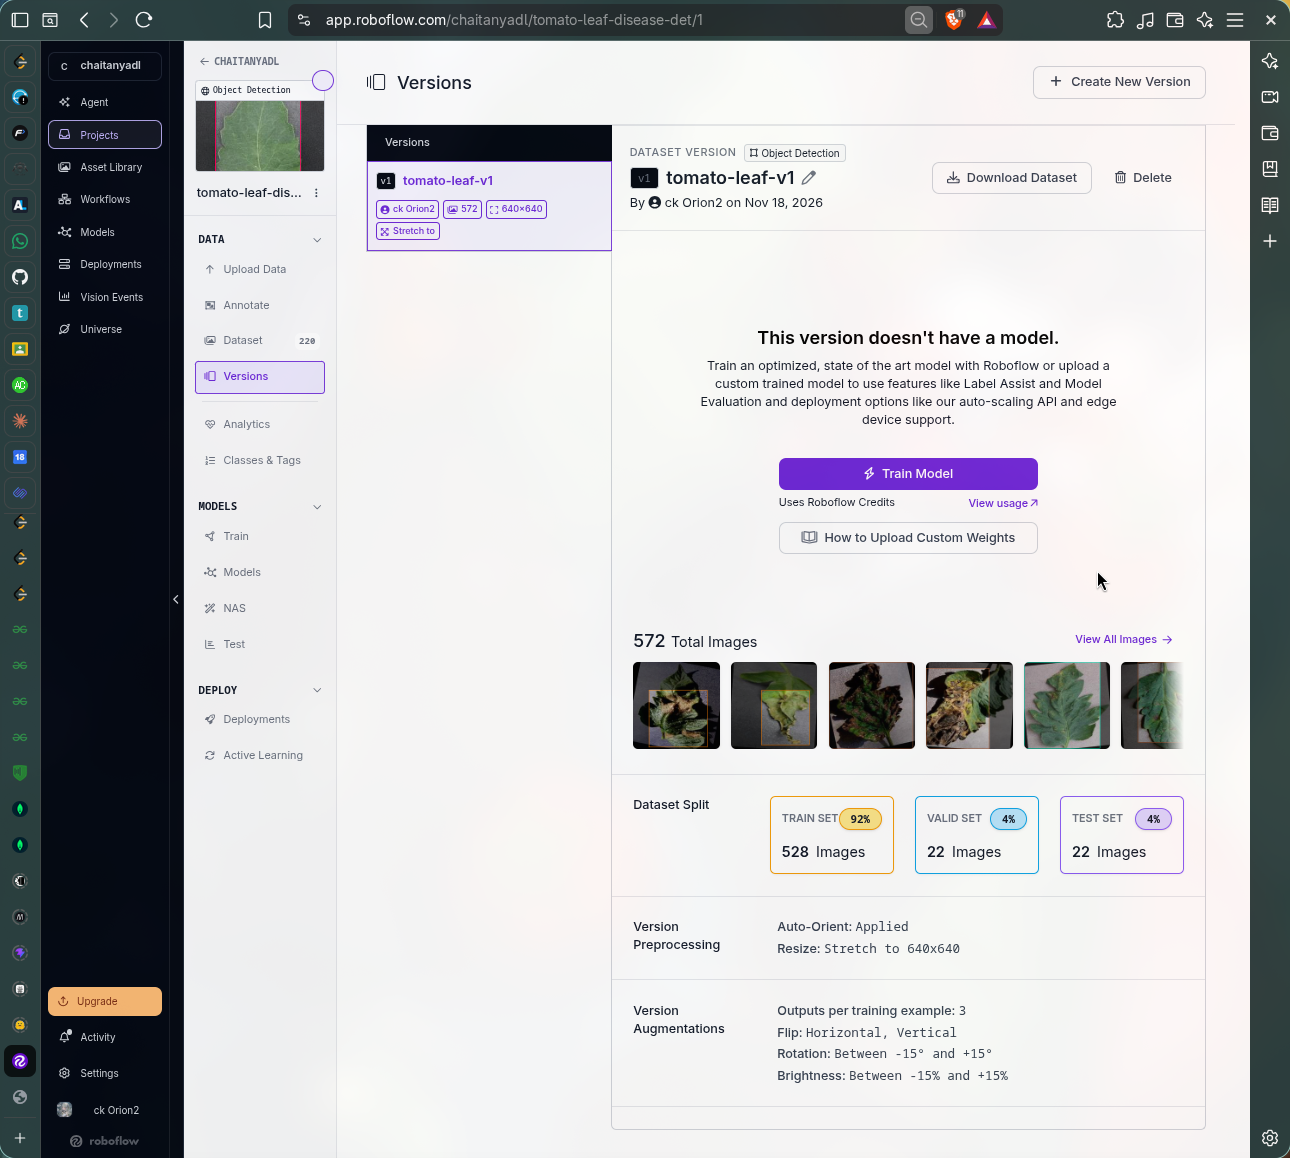 app.roboflow.com/chaitanyadl/tomato-leaf-disease-det/1
11
C chaitanyadl
Agent
Projects
Asset Library
Workflows
Models
Deployments
Vision Events
Universe
Upgrade
Activity
Settings
ck Orion2
roboflow
A
t
AC
18
M
CHAITANYADL
Object Detection
tomato-leaf-dis...
DATA
Upload Data
Annotate
Dataset 220
Versions
Analytics
Classes & Tags
MODELS
Train
Models
NAS
Test
DEPLOY
Deployments
Active Learning
Versions
Create New Version
Versions
v1 tomato-leaf-v1
ck Orion2 572 640×640
Stretch to
DATASET VERSION Object Detection
v1 tomato-leaf-v1
Download Dataset
Delete
By ck Orion2 on Nov 18, 2026
This version doesn't have a model.
Train an optimized, state of the art model with Roboflow or upload a
custom trained model to use features like Label Assist and Model
Evaluation and deployment options like our auto-scaling API and edge
device support.
Train Model
Uses Roboflow Credits View usage
How to Upload Custom Weights
572 Total Images
View All Images
Dataset Split
TRAIN SET 92%
528 Images
VALID SET 4%
22 Images
TEST SET 4%
22 Images
Version
Preprocessing
Auto-Orient: Applied
Resize: Stretch to 640x640
Version
Augmentations
Outputs per training example: 3
Flip: Horizontal, Vertical
Rotation: Between -15° and +15°
Brightness: Between -15% and +15%